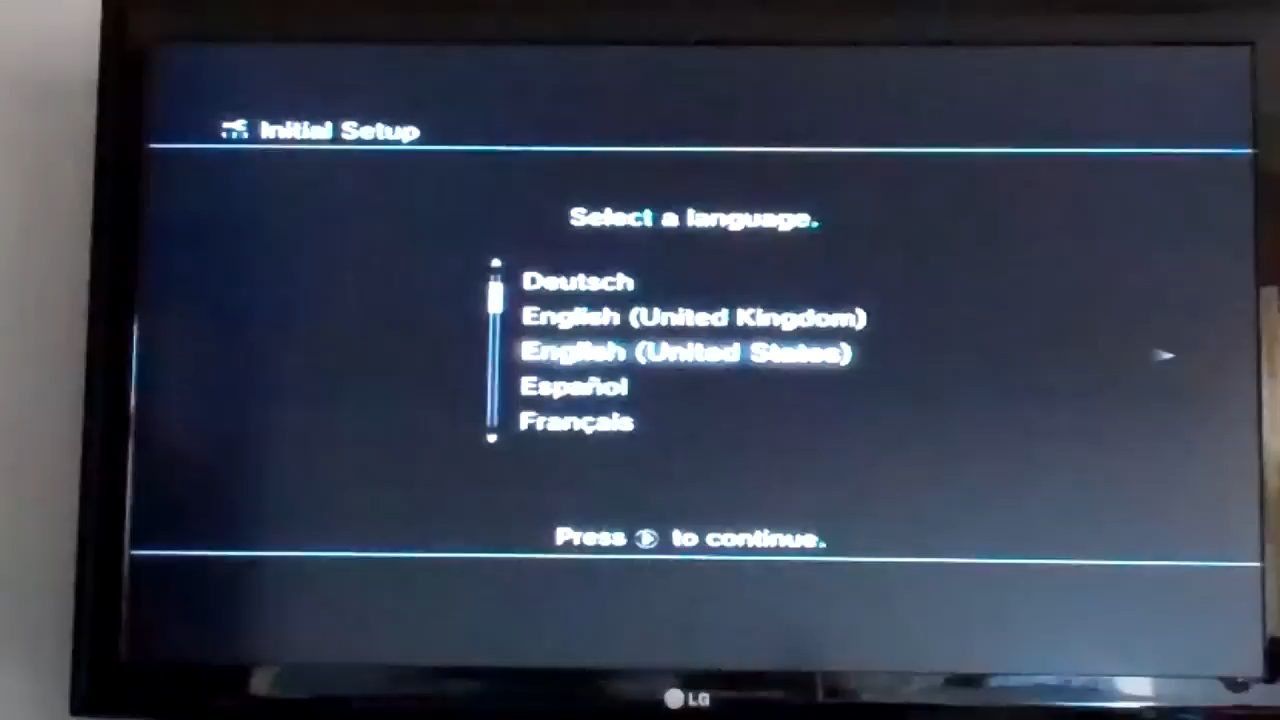 Initial Setup
Select a language.
Deutsch
English (United Kingdom)
English (United States)
Español
Français
Press to continue.
LG